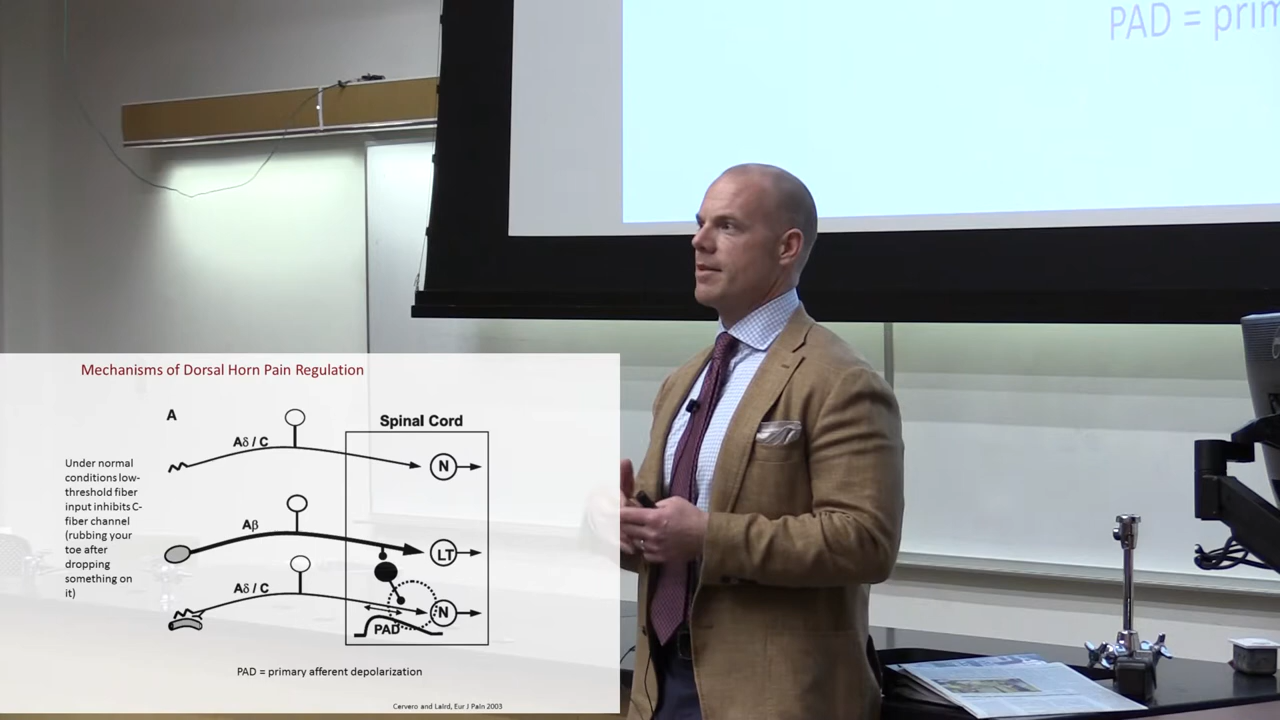 PAD = prim
Mechanisms of Dorsal Horn Pain Regulation
A
Spinal Cord
Aδ / C
N
Under normal
conditions low-
threshold fiber
input inhibits C-
fiber channel
(rubbing your
toe after
dropping
something on
it)
Aβ
LT
Aδ / C
N
PAD
PAD = primary afferent depolarization
Cervero and Laird, Eur J Pain 2003